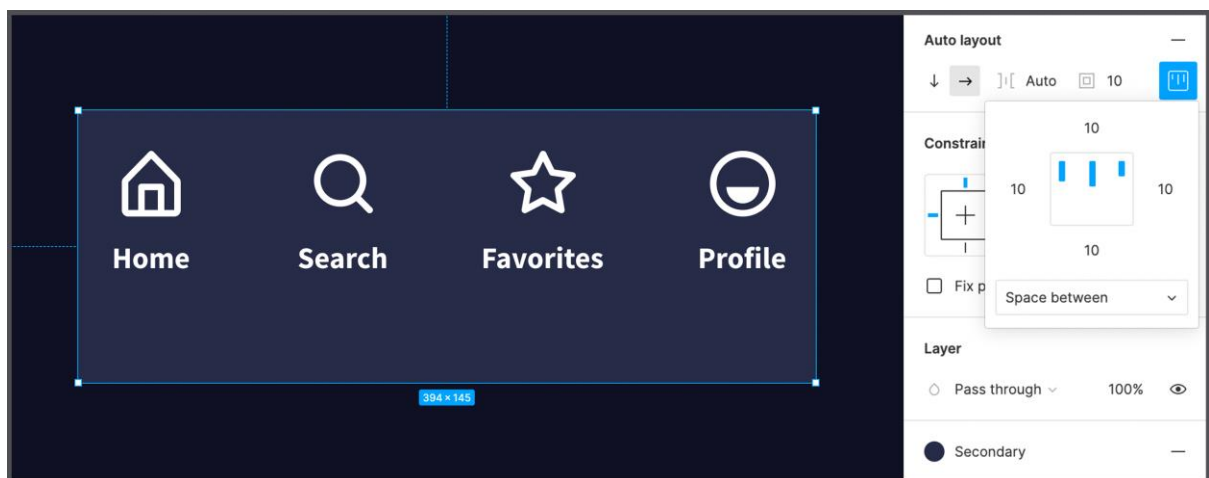 Home
Search
Favorites
Profile
394 × 145
Auto layout
Auto
10
10
10
10
10
Space between
Constrain
Fix p
Layer
Pass through
100%
Secondary